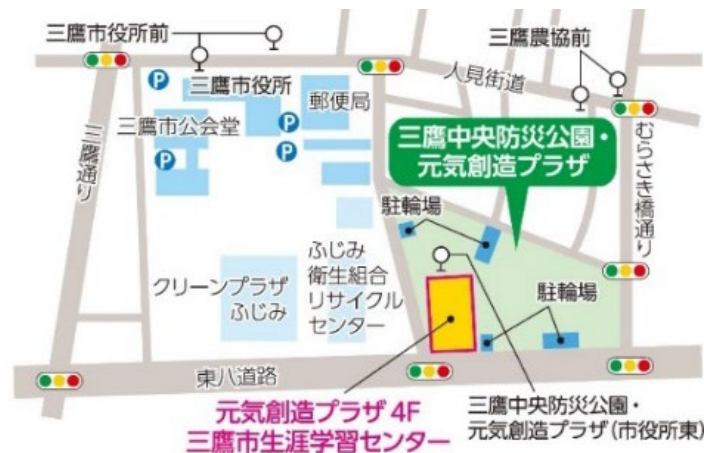 三鷹市役所前
三鷹農協前
人見街道
三鷹市役所
郵便局
P
P
P
P
三鷹市公会堂
三鷹通り
三鷹中央防災公園・
元気創造プラザ
むらさき橋通り
駐輪場
クリーンプラザ
ふじみ
ふじみ
衛生組合
リサイクル
センター
駐輪場
東八道路
元気創造プラザ4F
三鷹市生涯学習センター
三鷹中央防災公園・
元気創造プラザ(市役所東)